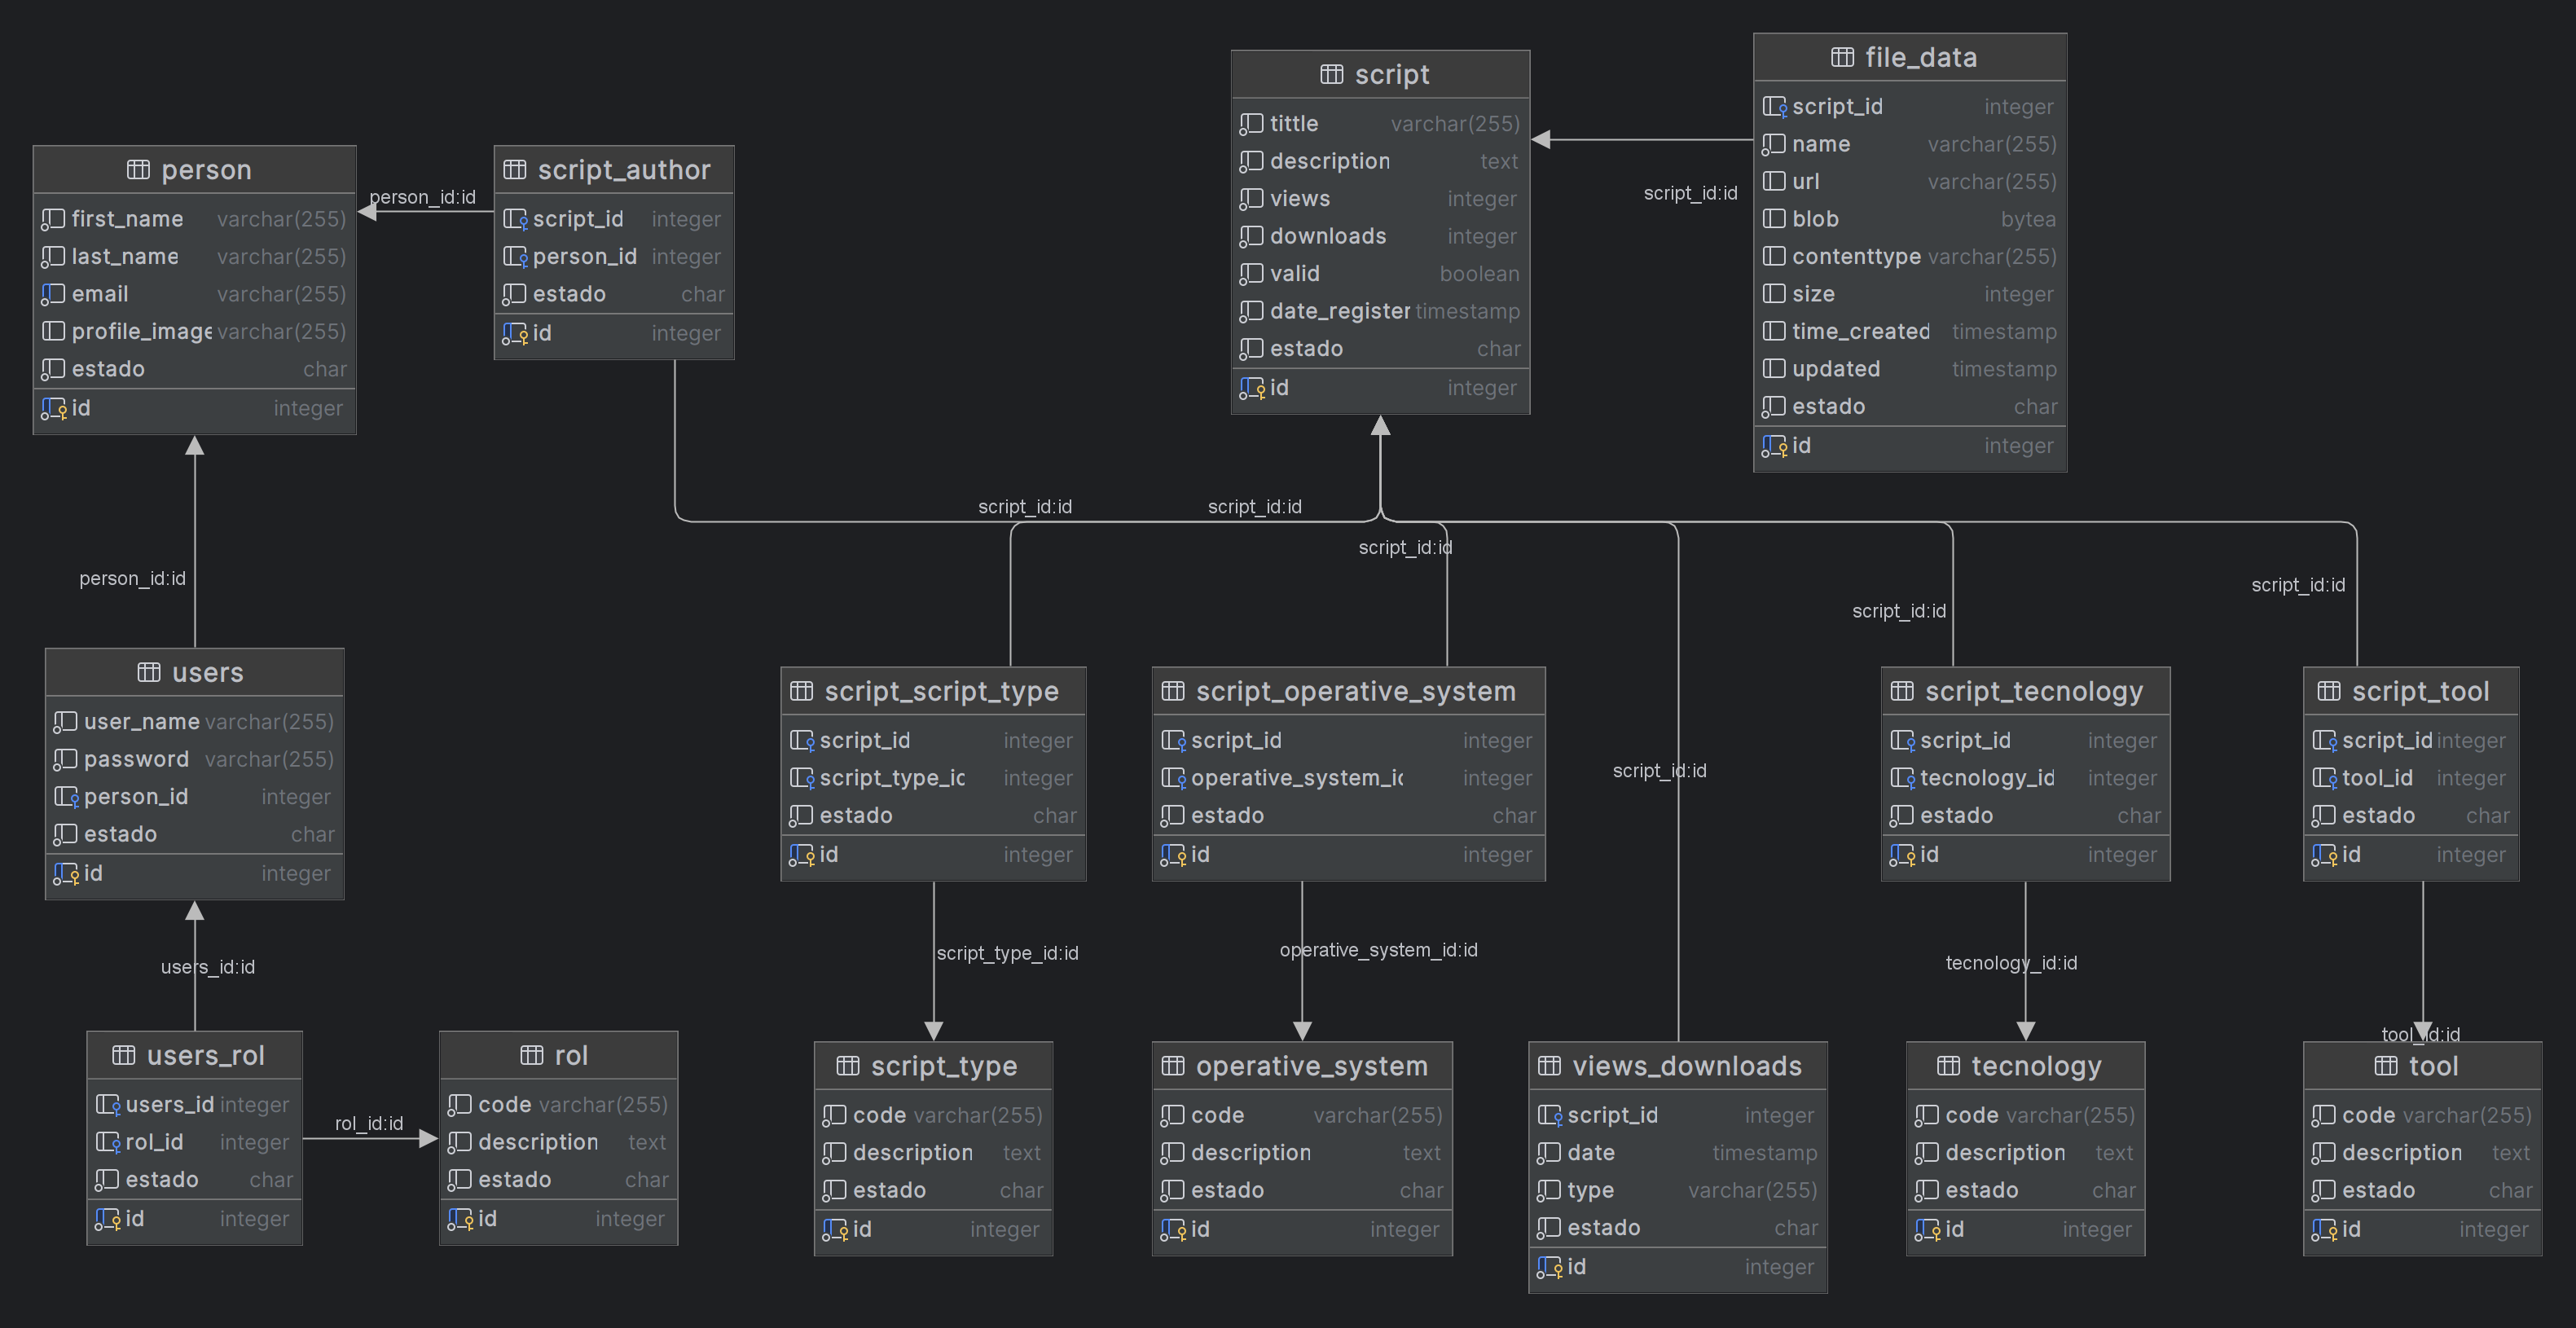 person
first_name varchar(255)
last_name varchar(255)
email varchar(255)
profile_image varchar(255)
estado char
id integer
person_id:id
script_author
script_id integer
person_id integer
estado char
id integer
script
tittle varchar(255)
description text
views integer
downloads integer
valid boolean
date_register timestamp
estado char
id integer
script_id:id
file_data
script_id integer
name varchar(255)
url varchar(255)
blob bytea
contenttype varchar(255)
size integer
time_created timestamp
updated timestamp
estado char
id integer
script_id:id
script_id:id
script_id:id
script_id:id
script_id:id
script_id:id
person_id:id
users
user_name varchar(255)
password varchar(255)
person_id integer
estado char
id integer
script_script_type
script_id integer
script_type_id integer
estado char
id integer
script_operative_system
script_id integer
operative_system_id integer
estado char
id integer
script_tecnology
script_id integer
tecnology_id integer
estado char
id integer
script_tool
script_id integer
tool_id integer
estado char
id integer
users_id:id
script_type_id:id
operative_system_id:id
tecnology_id:id
tool_id:id
users_rol
users_id integer
rol_id integer
estado char
id integer
rol_id:id
rol
code varchar(255)
description text
estado char
id integer
script_type
code varchar(255)
description text
estado char
id integer
operative_system
code varchar(255)
description text
estado char
id integer
views_downloads
script_id integer
date timestamp
type varchar(255)
estado char
id integer
tecnology
code varchar(255)
description text
estado char
id integer
tool
code varchar(255)
description text
estado char
id integer